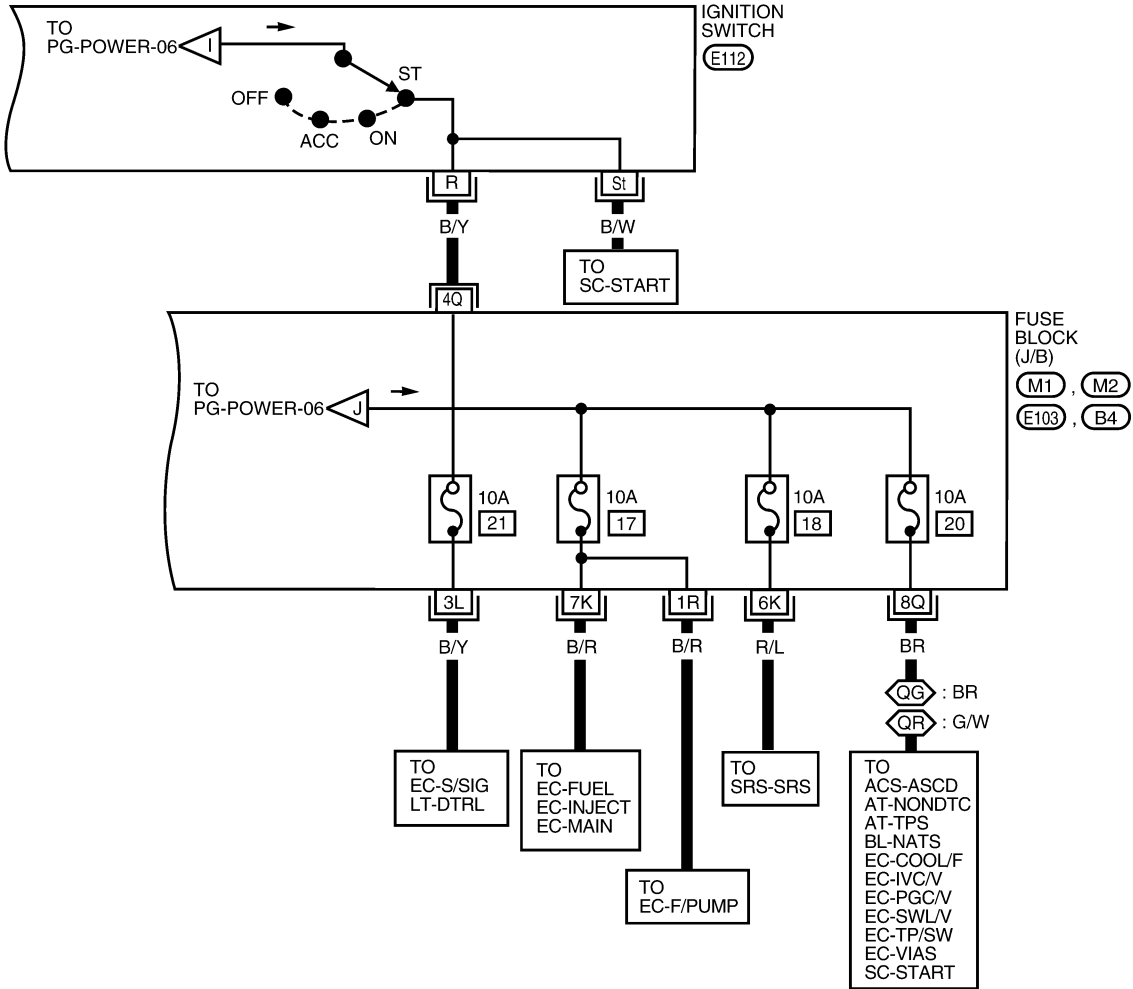 TO
PG-POWER-06
I
IGNITION
SWITCH
E112
ST
OFF
ACC
ON
R
St
B/Y
B/W
TO
SC-START
4Q
FUSE
BLOCK
(J/B)
M1 , M2
E103 , B4
TO
PG-POWER-06
J
10A
21
10A
17
10A
18
10A
20
3L
7K
1R
6K
8Q
B/Y
B/R
B/R
R/L
BR
QG : BR
QR : G/W
TO
EC-S/SIG
LT-DTRL
TO
EC-FUEL
EC-INJECT
EC-MAIN
TO
EC-F/PUMP
TO
SRS-SRS
TO
ACS-ASCD
AT-NONDTC
AT-TPS
BL-NATS
EC-COOL/F
EC-IVC/V
EC-PGC/V
EC-SWL/V
EC-TP/SW
EC-VIAS
SC-START